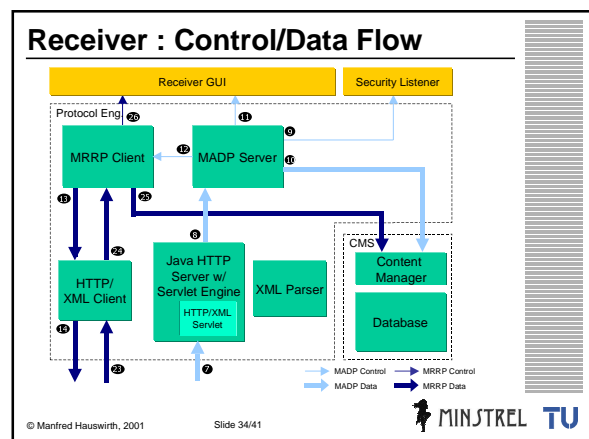 Receiver : Control/Data Flow
Receiver GUI
Security Listener
Protocol Eng.
26
11
9
12
10
MRRP Client
MADP Server
13
25
24
8
CMS
Java HTTP
Server w/
Servlet Engine
HTTP/XML
Servlet
XML Parser
Content
Manager
HTTP/
XML Client
Database
14
23
7
MADP Control
MRRP Control
MADP Data
MRRP Data
© Manfred Hauswirth, 2001
Slide 34/41
MINSTREL
TU